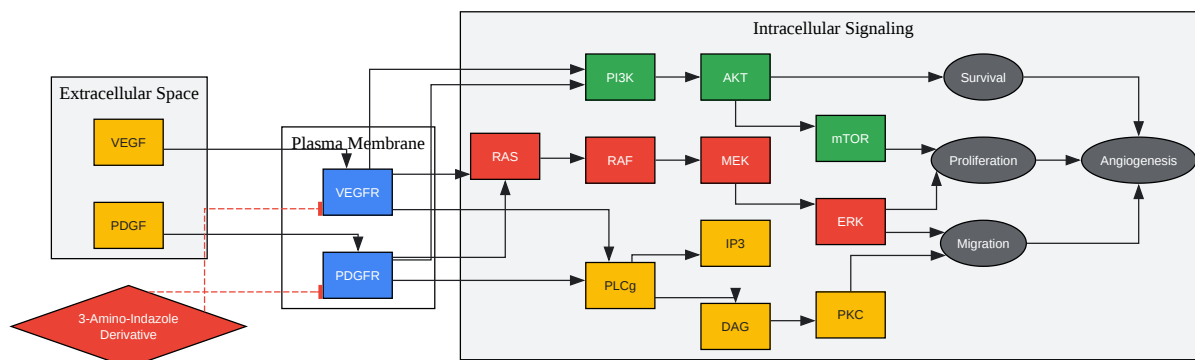 Extracellular Space
VEGF
PDGF
3-Amino-Indazole
Derivative
Plasma Membrane
VEGFR
PDGFR
Intracellular Signaling
PI3K
AKT
Survival
mTOR
RAS
RAF
MEK
Proliferation
Angiogenesis
ERK
IP3
Migration
PLCg
DAG
PKC